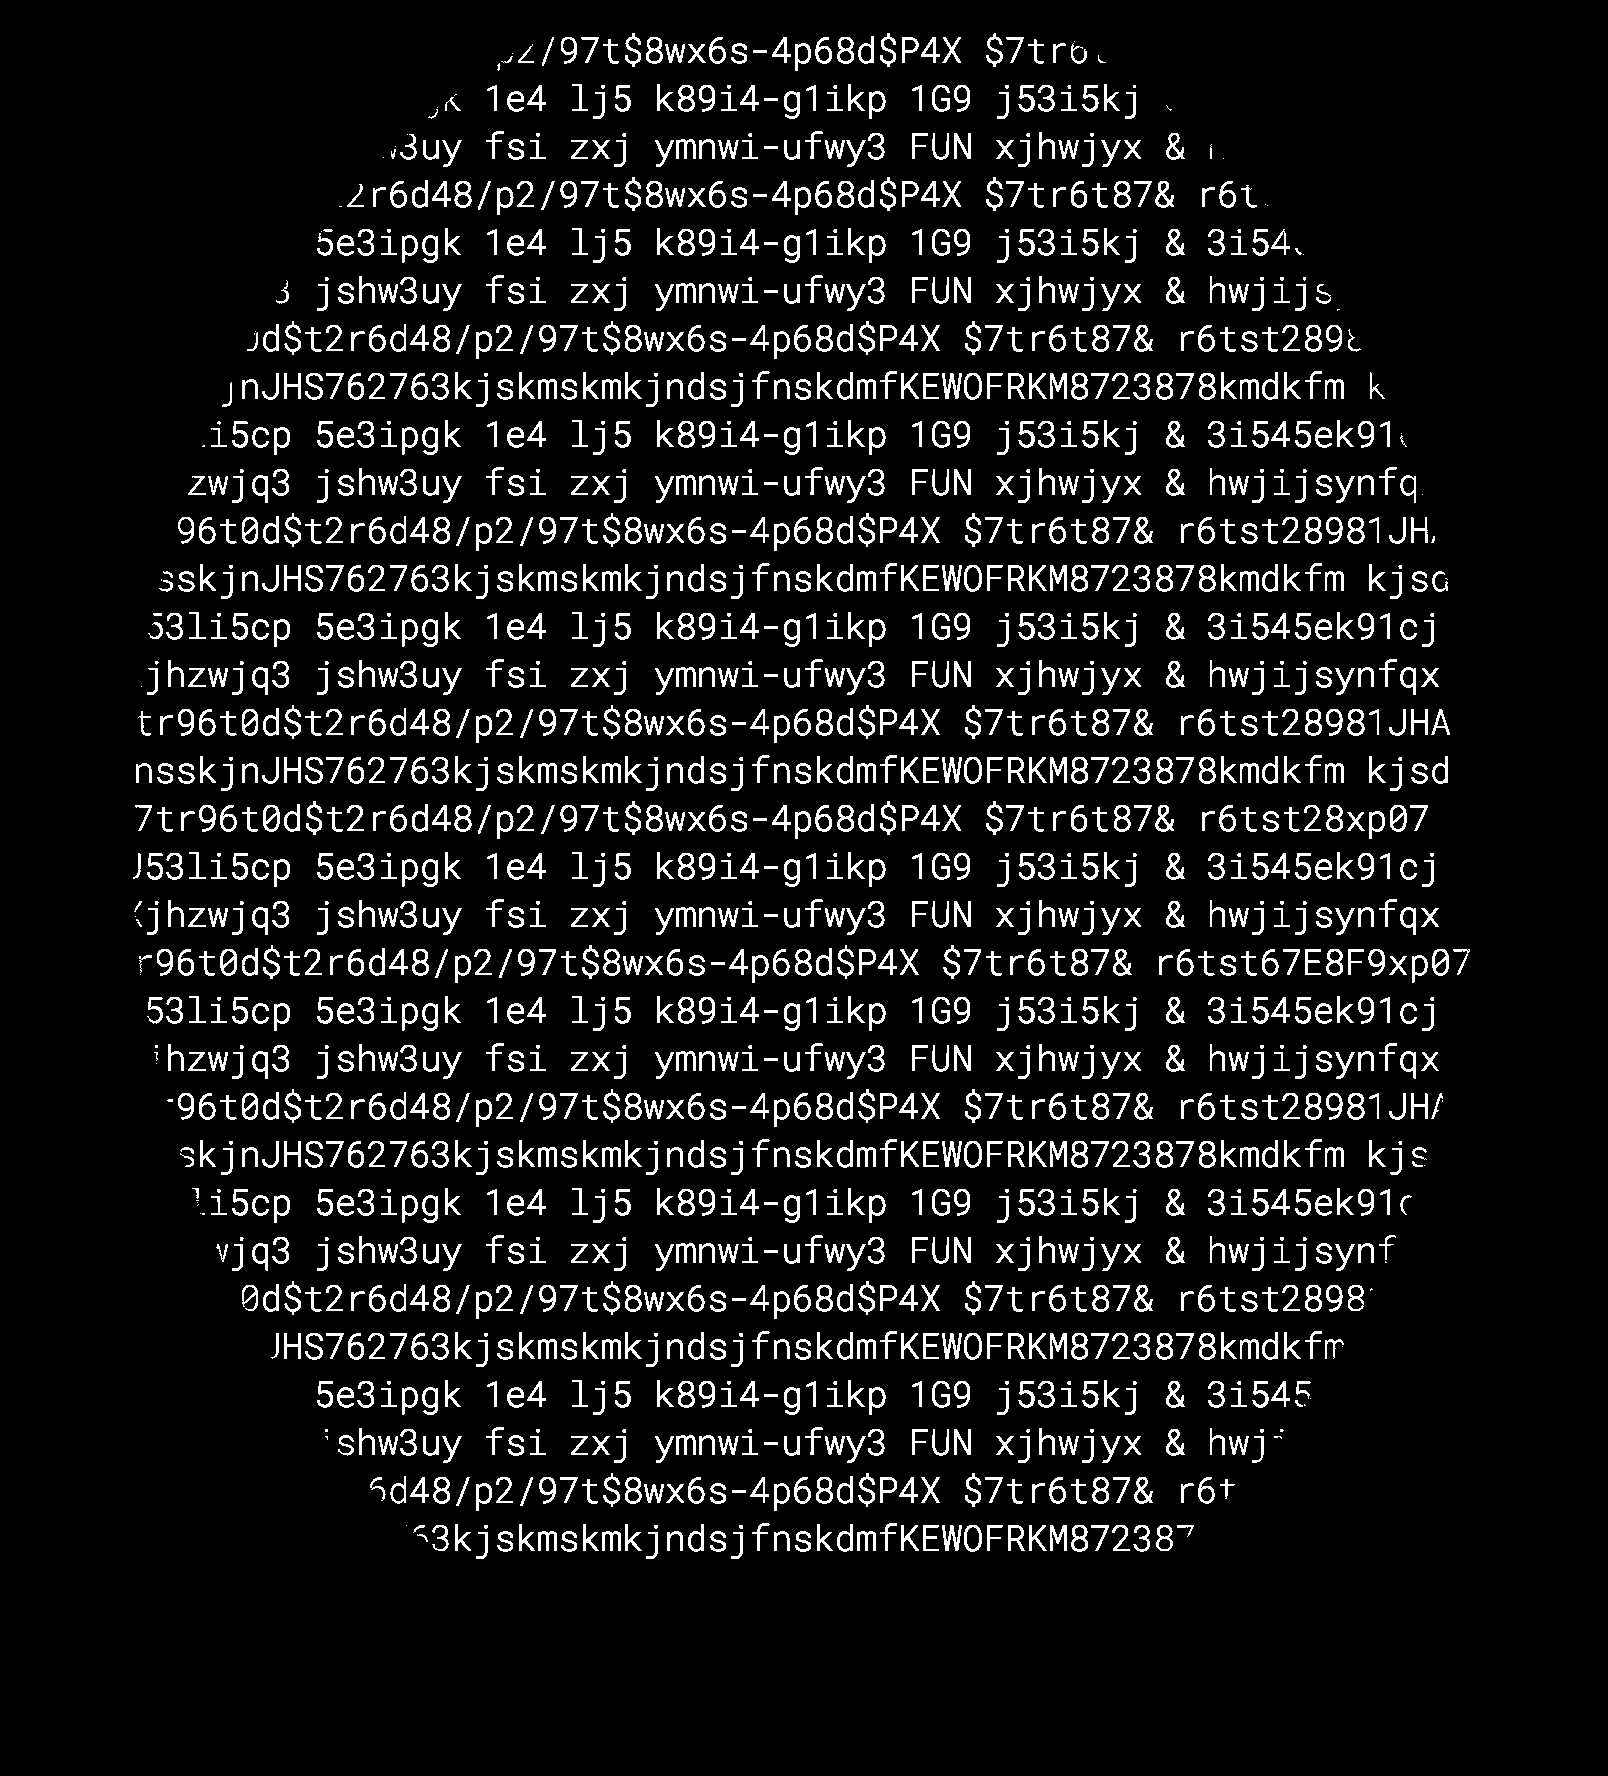 /97t$8wx6s-4p68d$P4X $7tr6
1e4 lj5 k89i4-g1ikp 1G9 j53i5kj
3uy fsi zxj ymnwi-ufwy3 FUN xjhwjyx &
2r6d48/p2/97t$8wx6s-4p68d$P4X $7tr6t87& r6t
5e3ipgk 1e4 lj5 k89i4-g1ikp 1G9 j53i5kj & 3i54
3 jshw3uy fsi zxj ymnwi-ufwy3 FUN xjhwjyx & hwjijs
d$t2r6d48/p2/97t$8wx6s-4p68d$P4X $7tr6t87& r6tst289
jnJHS762763kjskmskmkjndsjfnskdmfKEWOFRKM8723878kmdkfm k
i5cp 5e3ipgk 1e4 lj5 k89i4-g1ikp 1G9 j53i5kj & 3i545ek91
zwjq3 jshw3uy fsi zxj ymnwi-ufwy3 FUN xjhwjyx & hwjijsynfq
96t0d$t2r6d48/p2/97t$8wx6s-4p68d$P4X $7tr6t87& r6tst28981JH
sskjnJHS762763kjskmskmkjndsjfnskdmfKEWOFRKM8723878kmdkfm kjsd
53li5cp 5e3ipgk 1e4 lj5 k89i4-g1ikp 1G9 j53i5kj & 3i545ek91cj
jhzwjq3 jshw3uy fsi zxj ymnwi-ufwy3 FUN xjhwjyx & hwjijsynfqx
tr96t0d$t2r6d48/p2/97t$8wx6s-4p68d$P4X $7tr6t87& r6tst28981JHA
nsskjnJHS762763kjskmskmkjndsjfnskdmfKEWOFRKM8723878kmdkfm kjsd
7tr96t0d$t2r6d48/p2/97t$8wx6s-4p68d$P4X $7tr6t87& r6tst28xp07
J53li5cp 5e3ipgk 1e4 lj5 k89i4-g1ikp 1G9 j53i5kj & 3i545ek91cj
jhzwjq3 jshw3uy fsi zxj ymnwi-ufwy3 FUN xjhwjyx & hwjijsynfqx
r96t0d$t2r6d48/p2/97t$8wx6s-4p68d$P4X $7tr6t87& r6tst67E8F9xp07
53li5cp 5e3ipgk 1e4 lj5 k89i4-g1ikp 1G9 j53i5kj & 3i545ek91cj
hzwjq3 jshw3uy fsi zxj ymnwi-ufwy3 FUN xjhwjyx & hwjijsynfqx
96t0d$t2r6d48/p2/97t$8wx6s-4p68d$P4X $7tr6t87& r6tst28981JHA
skjnJHS762763kjskmskmkjndsjfnskdmfKEWOFRKM8723878kmdkfm kjs
li5cp 5e3ipgk 1e4 lj5 k89i4-g1ikp 1G9 j53i5kj & 3i545ek91c
wjq3 jshw3uy fsi zxj ymnwi-ufwy3 FUN xjhwjyx & hwjijsynf
0d$t2r6d48/p2/97t$8wx6s-4p68d$P4X $7tr6t87& r6tst2898
JHS762763kjskmskmkjndsjfnskdmfKEWOFRKM8723878kmdkfm
5e3ipgk 1e4 lj5 k89i4-g1ikp 1G9 j53i5kj & 3i545
shw3uy fsi zxj ymnwi-ufwy3 FUN xjhwjyx & hwj
6d48/p2/97t$8wx6s-4p68d$P4X $7tr6t87& r6t
63kjskmskmkjndsjfnskdmfKEWOFRKM872387